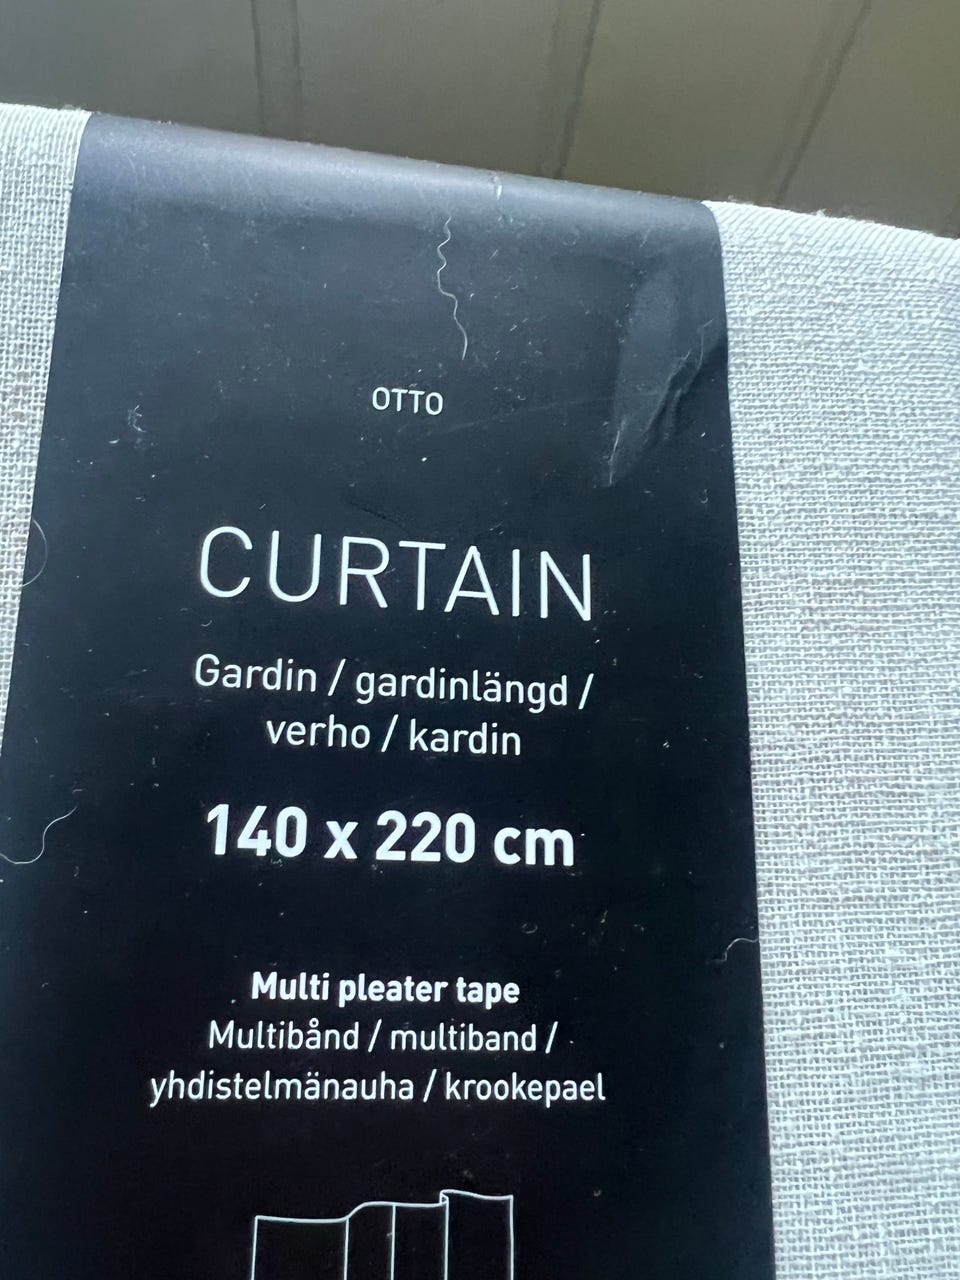 OTTO
CURTAIN
Gardin / gardinlängd /
verho / kardin
140 x 220 cm
Multi pleater tape
Multibånd / multiband /
yhdistelmänauha / krookepael